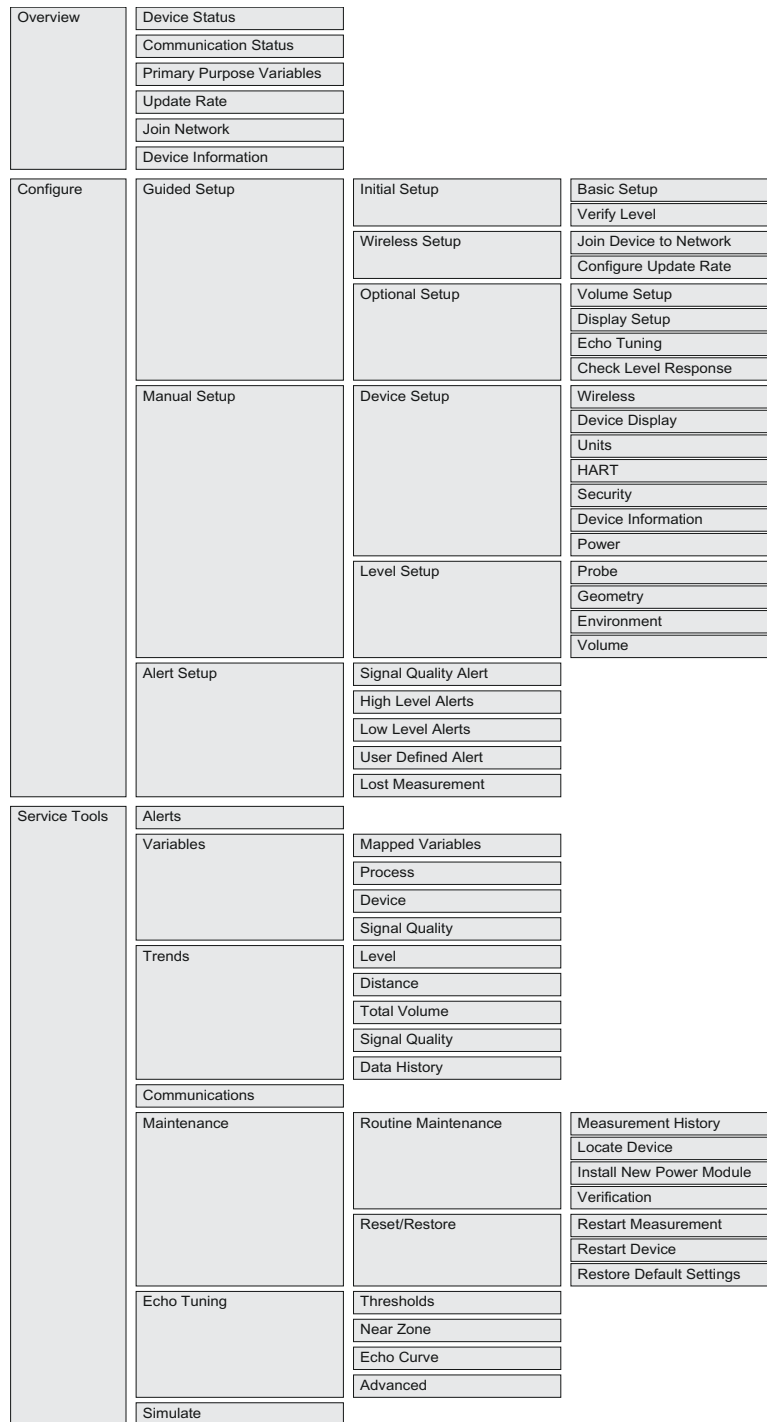 Overview
Device Status
Communication Status
Primary Purpose Variables
Update Rate
Join Network
Device Information
Configure
Guided Setup
Initial Setup
Basic Setup
Verify Level
Wireless Setup
Join Device to Network
Configure Update Rate
Optional Setup
Volume Setup
Display Setup
Echo Tuning
Check Level Response
Manual Setup
Device Setup
Wireless
Device Display
Units
HART
Security
Device Information
Power
Level Setup
Probe
Geometry
Environment
Volume
Alert Setup
Signal Quality Alert
High Level Alerts
Low Level Alerts
User Defined Alert
Lost Measurement
Service Tools
Alerts
Variables
Mapped Variables
Process
Device
Signal Quality
Trends
Level
Distance
Total Volume
Signal Quality
Data History
Communications
Maintenance
Routine Maintenance
Measurement History
Locate Device
Install New Power Module
Verification
Reset/Restore
Restart Measurement
Restart Device
Restore Default Settings
Echo Tuning
Thresholds
Near Zone
Echo Curve
Advanced
Simulate